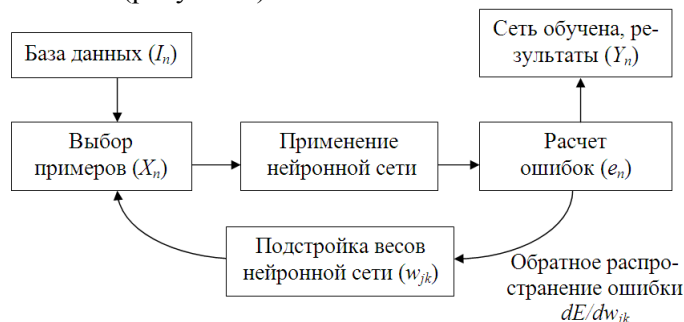 База данных (Iₙ)
Сеть обучена, ре-
зультаты (Yₙ)
Выбор
примеров (Xₙ)
Применение
нейронной сети
Расчет
ошибок (eₙ)
Подстройка весов
нейронной сети (wⱼₖ)
Обратное распро-
странение ошибки
dE/dwⱼₖ